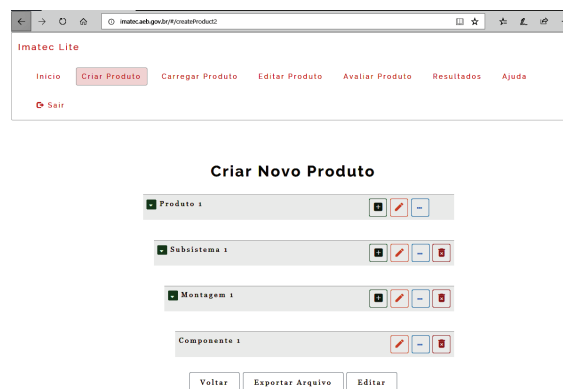 imatec.aeb.gov.br/#/createProduct2
Imatec Lite
Inicio Criar Produto Carregar Produto Editar Produto Avaliar Produto Resultados Ajuda
Sair
Criar Novo Produto
Produto 1
Subsistema 1
Montagem 1
Componente 1
Voltar Exportar Arquivo Editar